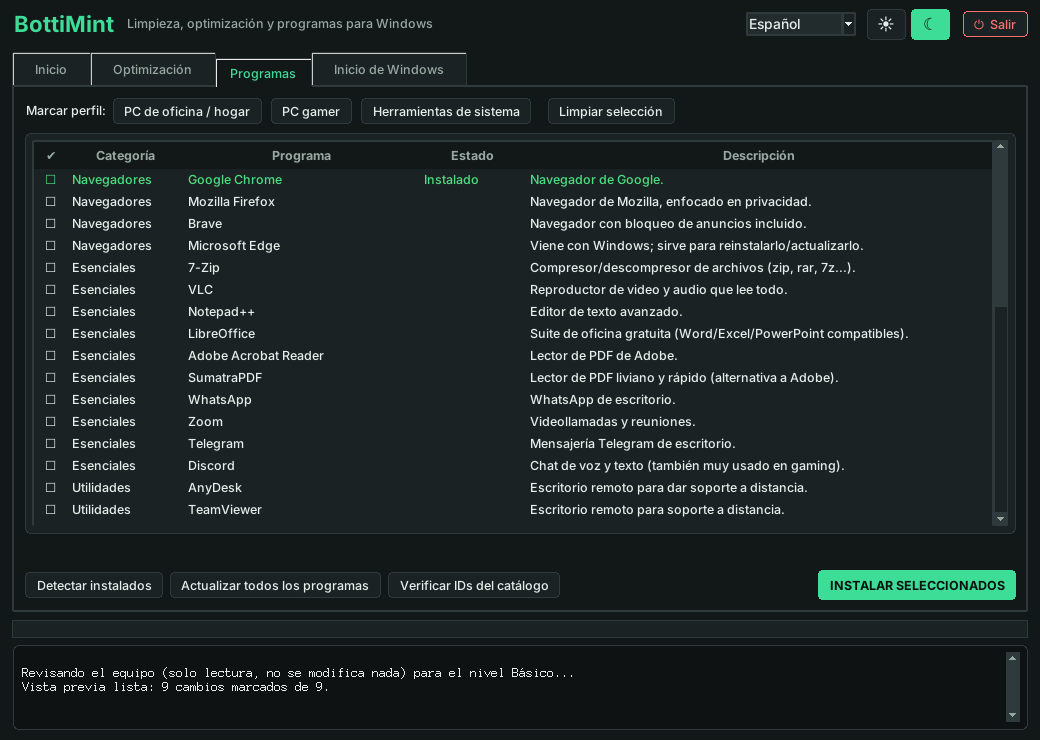 BottiMint Limpieza, optimización y programas para Windows Español ☀ ☾ ⏻ Salir
Inicio Optimización Programas Inicio de Windows
Marcar perfil: PC de oficina / hogar PC gamer Herramientas de sistema Limpiar selección
✔ Categoría Programa Estado Descripción
☐ Navegadores Google Chrome Instalado Navegador de Google.
☐ Navegadores Mozilla Firefox Navegador de Mozilla, enfocado en privacidad.
☐ Navegadores Brave Navegador con bloqueo de anuncios incluido.
☐ Navegadores Microsoft Edge Viene con Windows; sirve para reinstalarlo/actualizarlo.
☐ Esenciales 7-Zip Compresor/descompresor de archivos (zip, rar, 7z...).
☐ Esenciales VLC Reproductor de video y audio que lee todo.
☐ Esenciales Notepad++ Editor de texto avanzado.
☐ Esenciales LibreOffice Suite de oficina gratuita (Word/Excel/PowerPoint compatibles).
☐ Esenciales Adobe Acrobat Reader Lector de PDF de Adobe.
☐ Esenciales SumatraPDF Lector de PDF liviano y rápido (alternativa a Adobe).
☐ Esenciales WhatsApp WhatsApp de escritorio.
☐ Esenciales Zoom Videollamadas y reuniones.
☐ Esenciales Telegram Mensajería Telegram de escritorio.
☐ Esenciales Discord Chat de voz y texto (también muy usado en gaming).
☐ Utilidades AnyDesk Escritorio remoto para dar soporte a distancia.
☐ Utilidades TeamViewer Escritorio remoto para soporte a distancia.
Detectar instalados Actualizar todos los programas Verificar IDs del catálogo INSTALAR SELECCIONADOS
Revisando el equipo (solo lectura, no se modifica nada) para el nivel Básico...
Vista previa lista: 9 cambios marcados de 9.